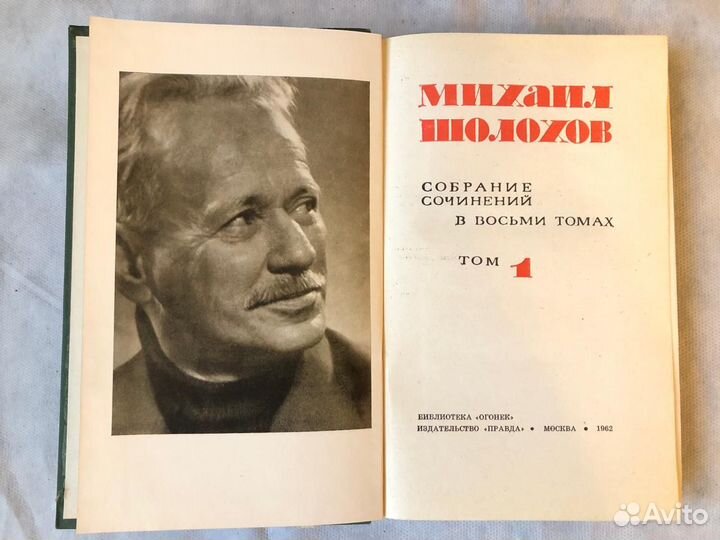 МИХАИЛ
ШОЛОХОВ
СОБРАНИЕ
СОЧИНЕНИЙ
В ВОСЬМИ ТОМАХ
ТОМ 1
БИБЛИОТЕКА «ОГОНЕК»
ИЗДАТЕЛЬСТВО «ПРАВДА» • МОСКВА • 1962
Avito